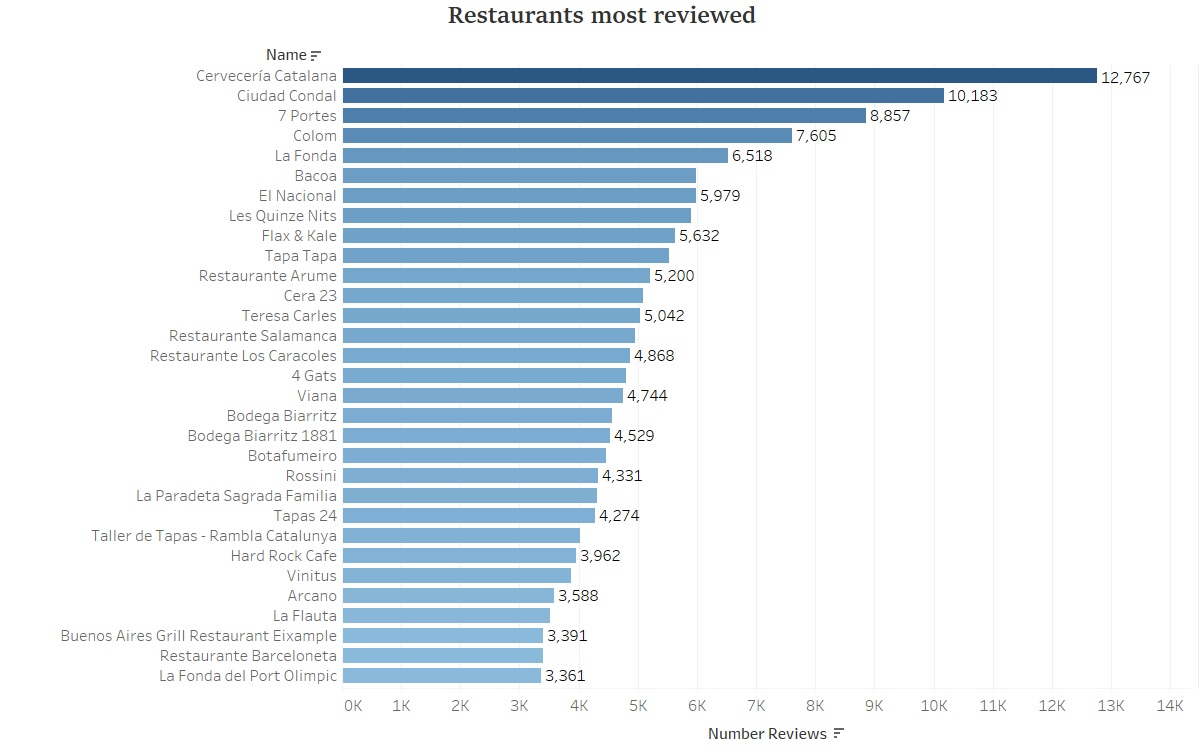 Restaurants most reviewed
Name
Cervecería Catalana 12,767
Ciudad Condal 10,183
7 Portes 8,857
Colom 7,605
La Fonda 6,518
Bacoa
El Nacional 5,979
Les Quinze Nits
Flax & Kale 5,632
Tapa Tapa
Restaurante Arume 5,200
Cera 23
Teresa Carles 5,042
Restaurante Salamanca
Restaurante Los Caracoles 4,868
4 Gats
Viana 4,744
Bodega Biarritz
Bodega Biarritz 1881 4,529
Botafumeiro
Rossini 4,331
La Paradeta Sagrada Familia
Tapas 24 4,274
Taller de Tapas - Rambla Catalunya
Hard Rock Cafe 3,962
Vinitus
Arcano 3,588
La Flauta
Buenos Aires Grill Restaurant Eixample 3,391
Restaurante Barceloneta
La Fonda del Port Olimpic 3,361
0K 1K 2K 3K 4K 5K 6K 7K 8K 9K 10K 11K 12K 13K 14K
Number Reviews